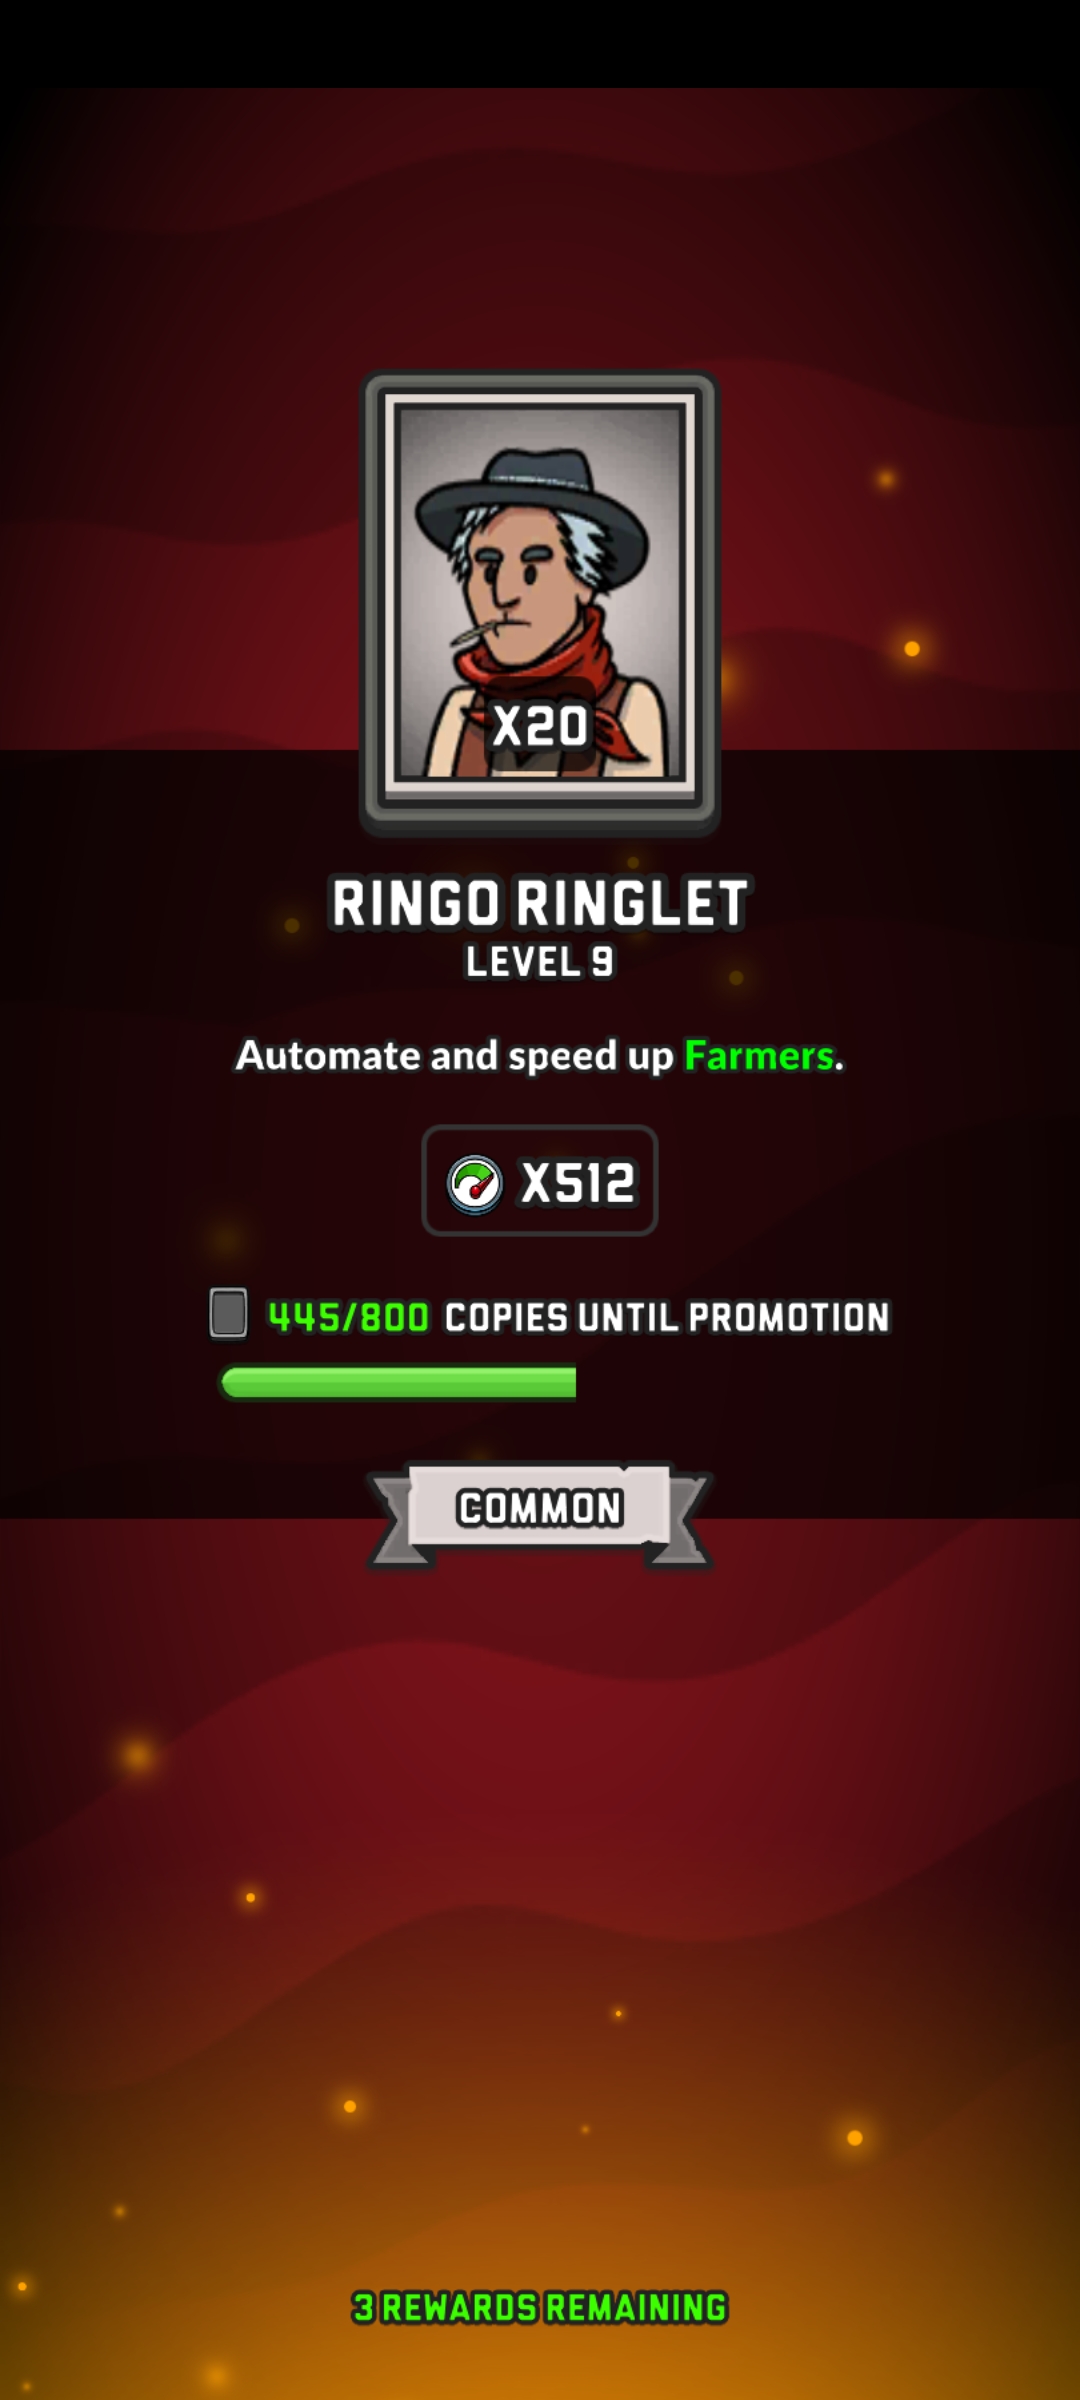 X20
RINGO RINGLET
LEVEL 9
Automate and speed up Farmers.
X512
445/800 COPIES UNTIL PROMOTION
COMMON
3 REWARDS REMAINING